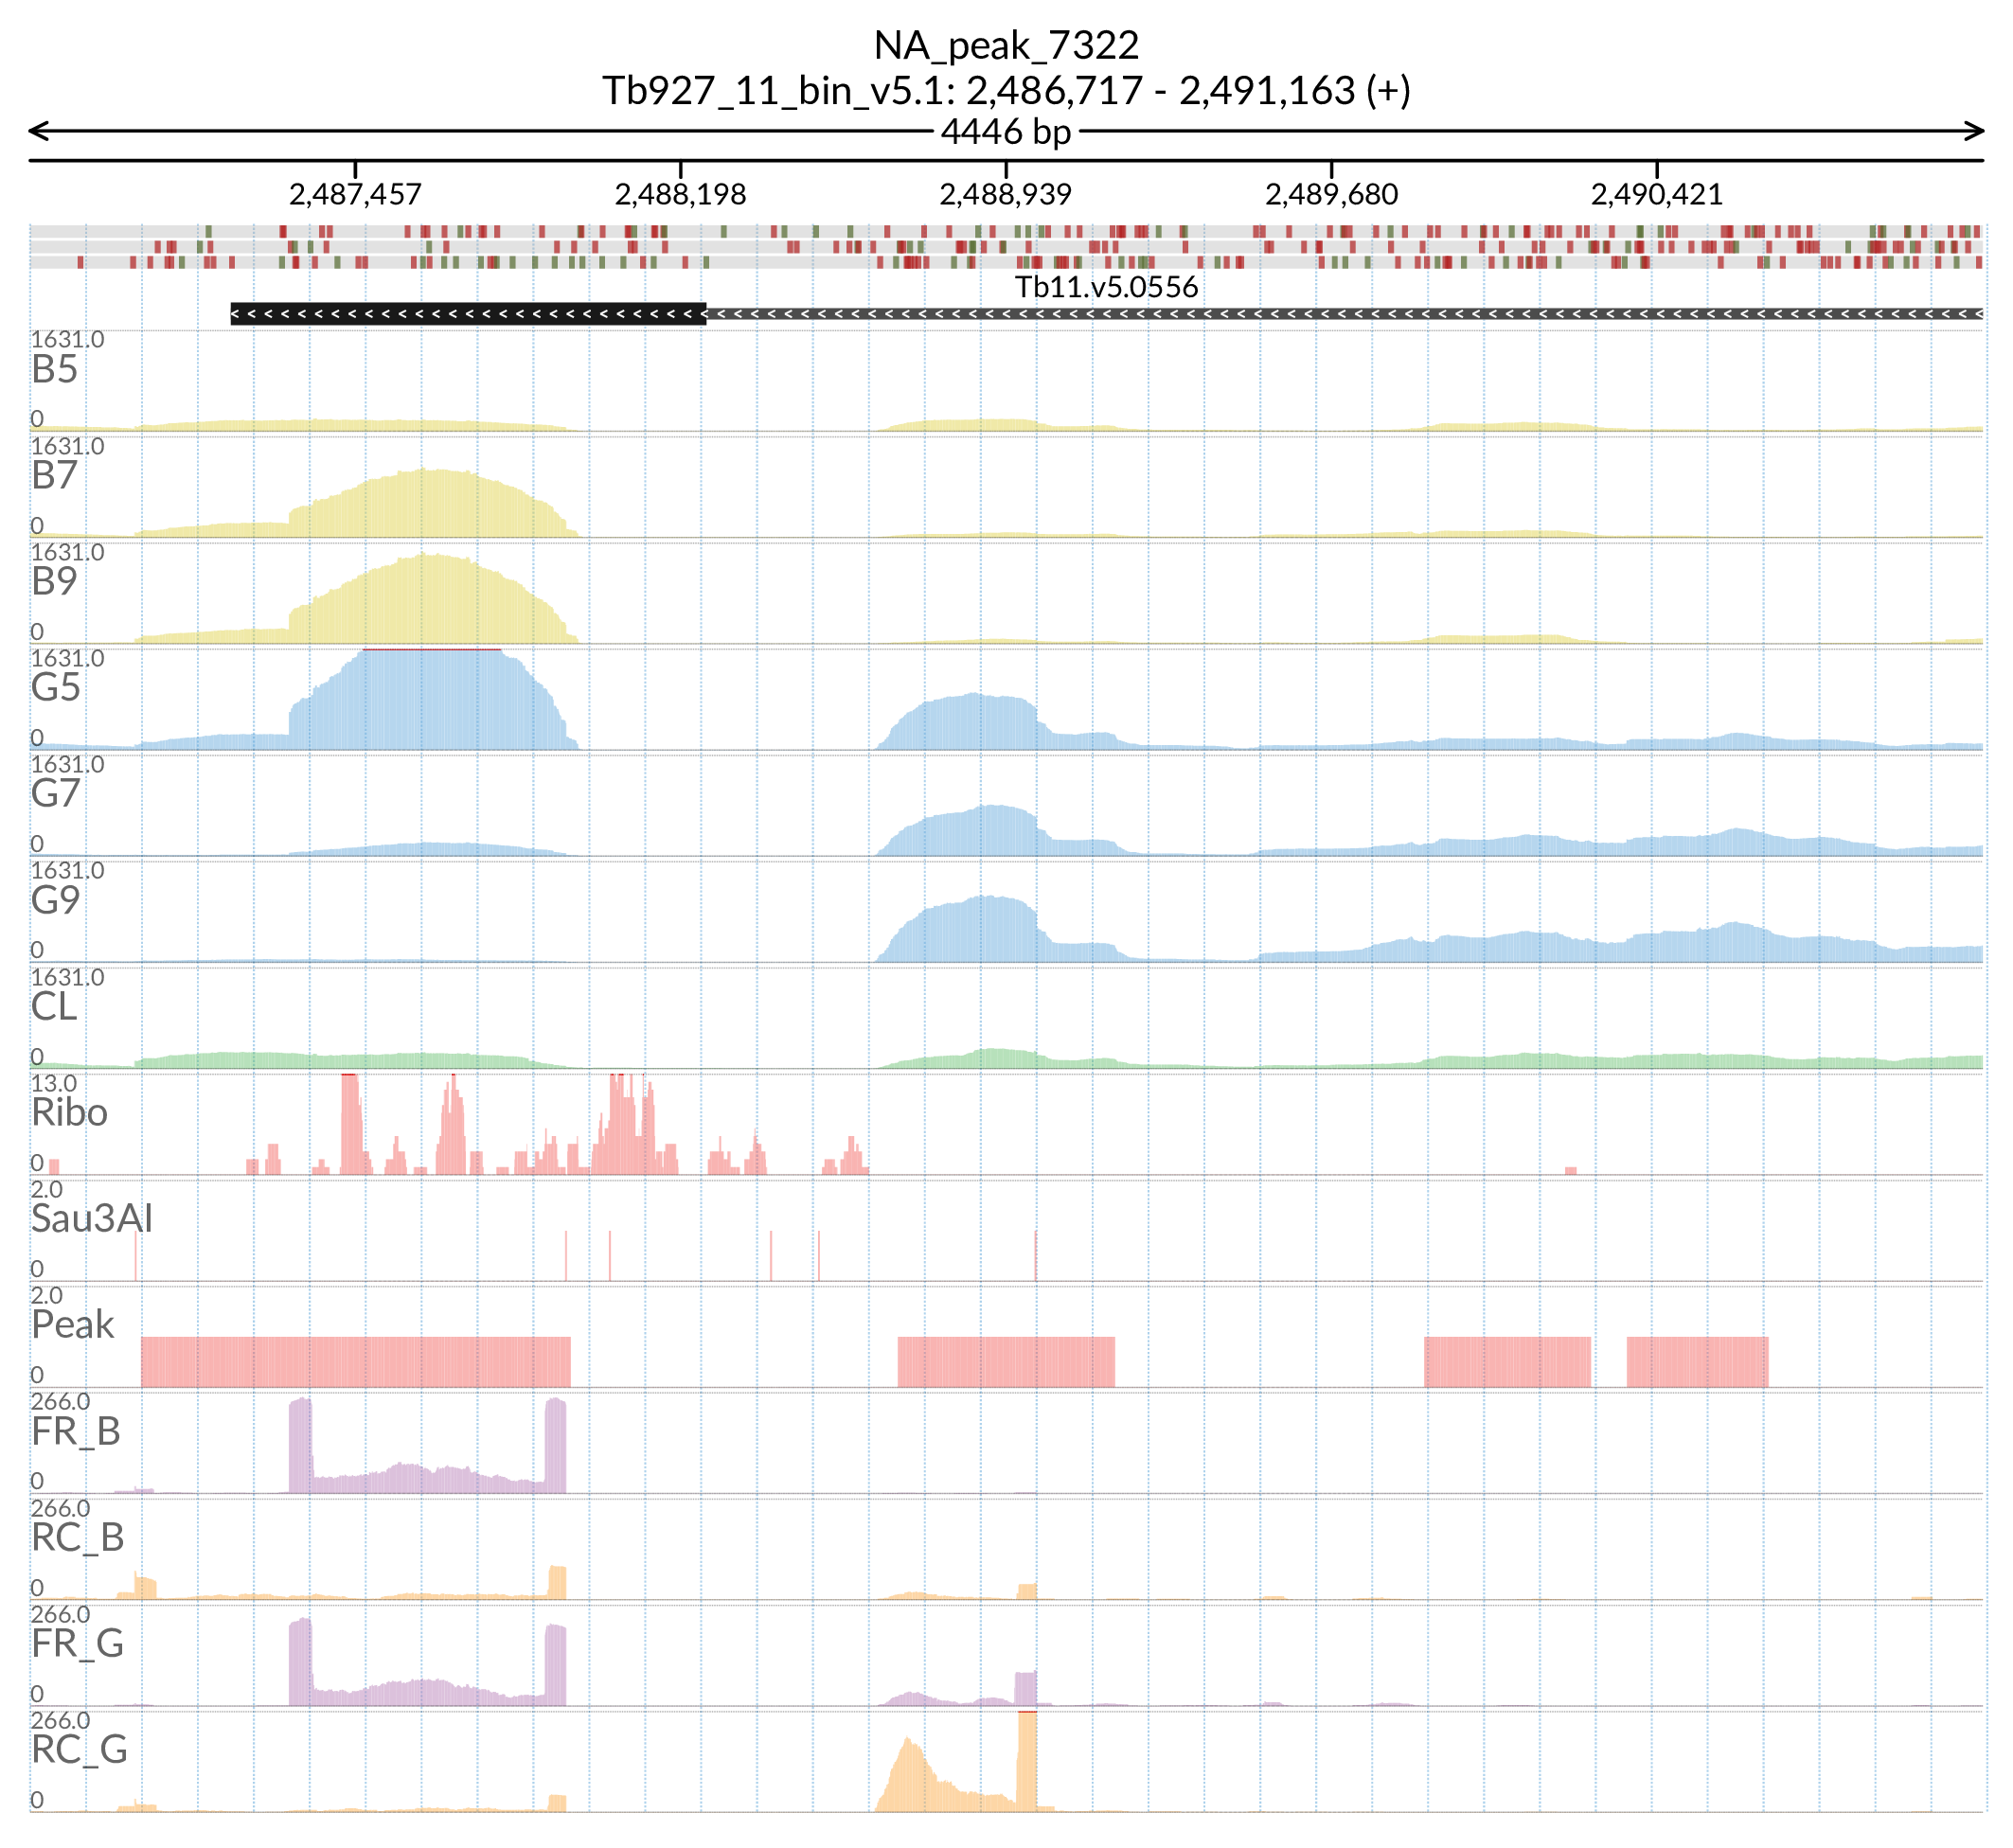 NA_peak_7322
Tb927_11_bin_v5.1: 2,486,717 - 2,491,163 (+)
4446 bp
2,487,457 2,488,198 2,488,939 2,489,680 2,490,421
Tb11.v5.0556
1631.0
B5
0
1631.0
B7
0
1631.0
B9
0
1631.0
G5
0
1631.0
G7
0
1631.0
G9
0
1631.0
CL
0
13.0
Ribo
0
2.0
Sau3AI
0
2.0
Peak
0
266.0
FR_B
0
266.0
RC_B
0
266.0
FR_G
0
266.0
RC_G
0